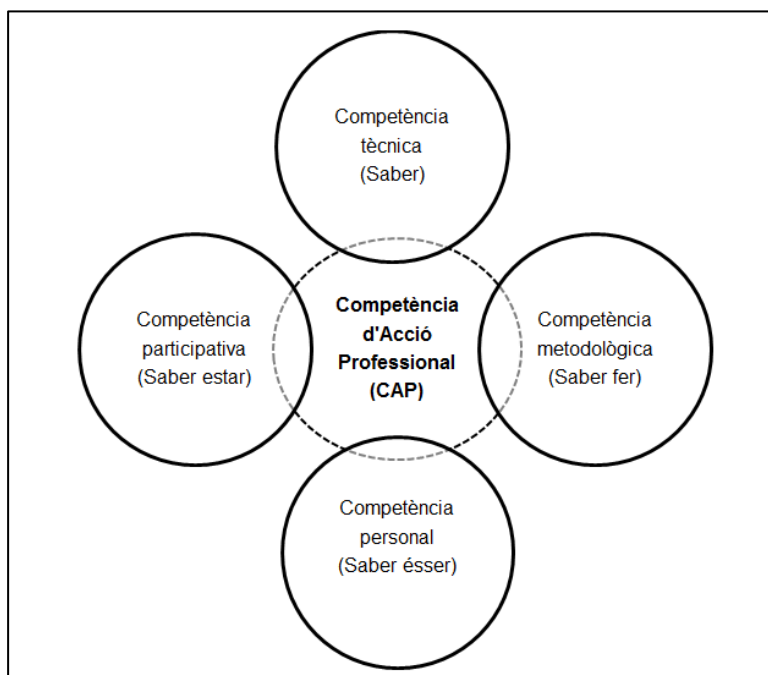 Competència
tècnica
(Saber)
Competència
participativa
(Saber estar)
Competència
d'Acció
Professional
(CAP)
Competència
metodològica
(Saber fer)
Competència
personal
(Saber ésser)